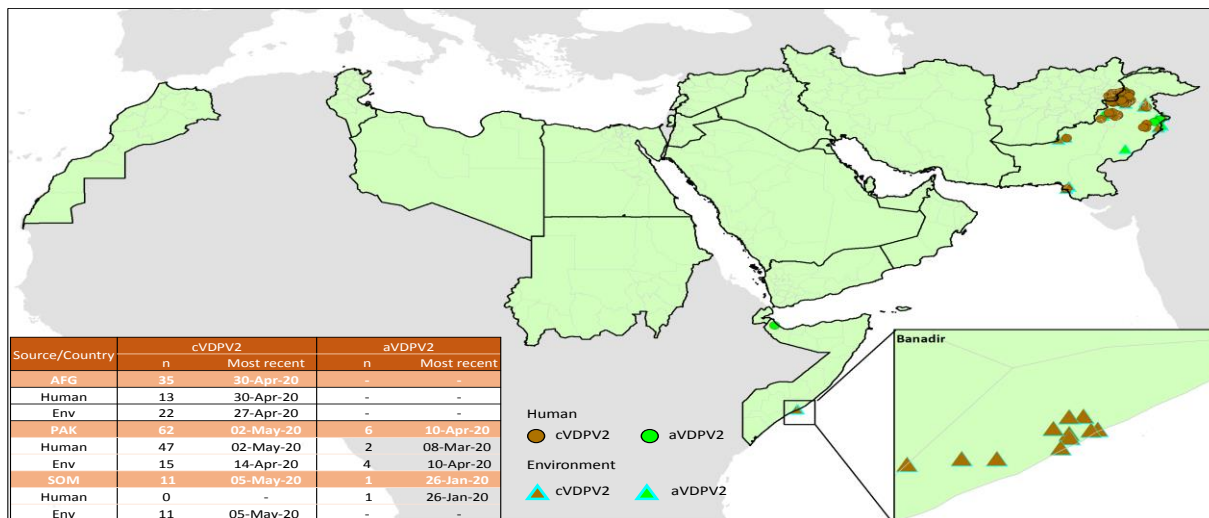 Source/Country cVDPV2 aVDPV2
n Most recent n Most recent
AFG 35 30-Apr-20 - -
Human 13 30-Apr-20 - -
Env 22 27-Apr-20 - -
PAK 62 02-May-20 6 10-Apr-20
Human 47 02-May-20 2 08-Mar-20
Env 15 14-Apr-20 4 10-Apr-20
SOM 11 05-May-20 1 26-Jan-20
Human 0 - 1 26-Jan-20
Env 11 05-May-20 - -
Human
cVDPV2 aVDPV2
Environment
cVDPV2 aVDPV2
Banadir